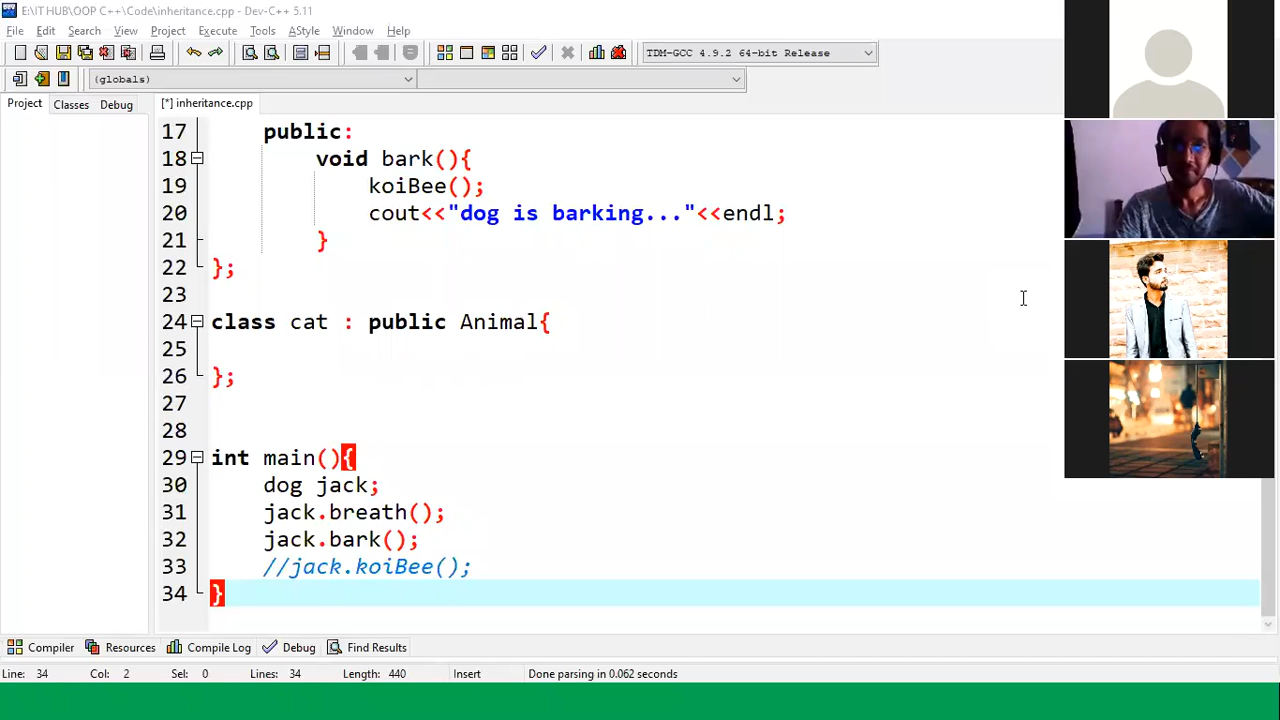 E:\IT HUB\OOP C++\Code\inheritance.cpp - Dev-C++ 5.11
File Edit Search View Project Execute Tools AStyle Window Help
TDM-GCC 4.9.2 64-bit Release
(globals)
Project Classes Debug [*] inheritance.cpp
17 public:
18 void bark(){
19 koiBee();
20 cout<<"dog is barking..."<<endl;
21 }
22 };
23
24 class cat : public Animal{
25
26 };
27
28
29 int main(){
30 dog jack;
31 jack.breath();
32 jack.bark();
33 //jack.koiBee();
34 }
Compiler Resources Compile Log Debug Find Results
Line: 34 Col: 2 Sel: 0 Lines: 34 Length: 440 Insert Done parsing in 0.062 seconds